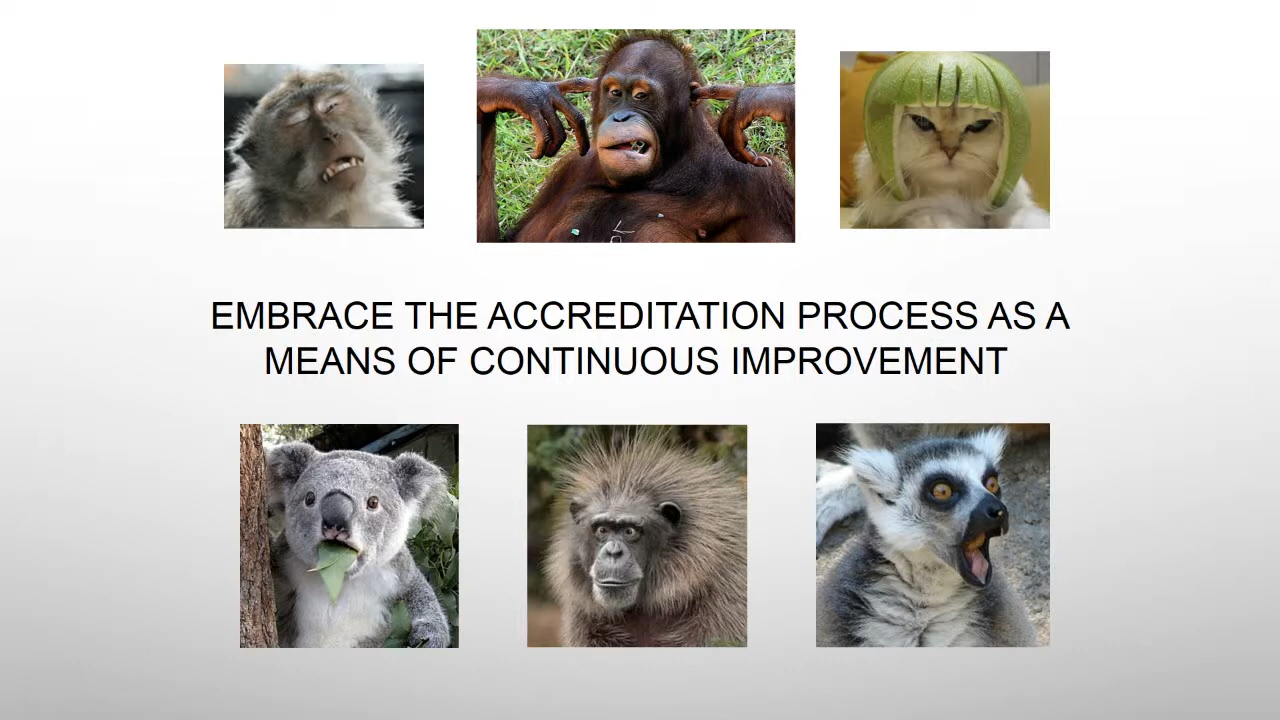 EMBRACE THE ACCREDITATION PROCESS AS A
MEANS OF CONTINUOUS IMPROVEMENT